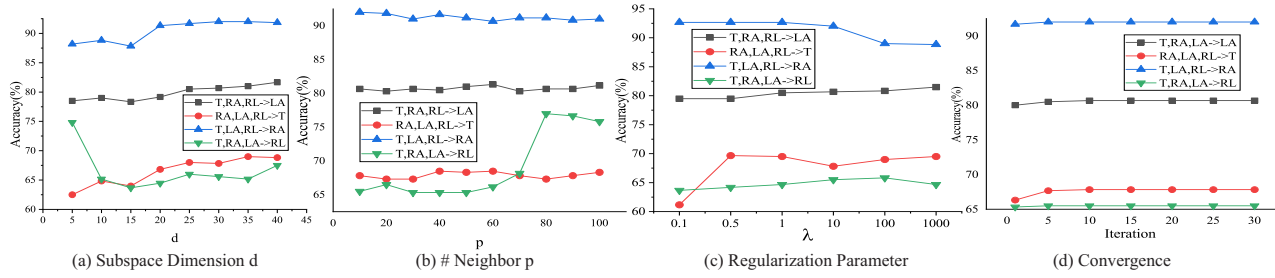 Accuracy(%)
90
85
80
75
70
65
60
T,RA,RL->LA
RA,LA,RL->T
T,LA,RL->RA
T,RA,LA->RL
0 5 10 15 20 25 30 35 40 45
d
(a) Subspace Dimension d
Accuracy(%)
90
85
80
75
70
65
T,RA,RL->LA
RA,LA,RL->T
T,LA,RL->RA
T,RA,LA->RL
0 20 40 60 80 100
p
(b) # Neighbor p
Accuracy(%)
95
90
85
80
75
70
65
60
T,RA,RL->LA
RA,LA,RL->T
T,LA,RL->RA
T,RA,LA->RL
0.1 0.5 1 10 100 1000
λ
(c) Regularization Parameter
Accuracy(%)
90
85
80
75
70
65
T,RA,LA->LA
RA,LA,RL->T
T,LA,RL->RA
T,RA,LA->RL
0 5 10 15 20 25 30
Iteration
(d) Convergence